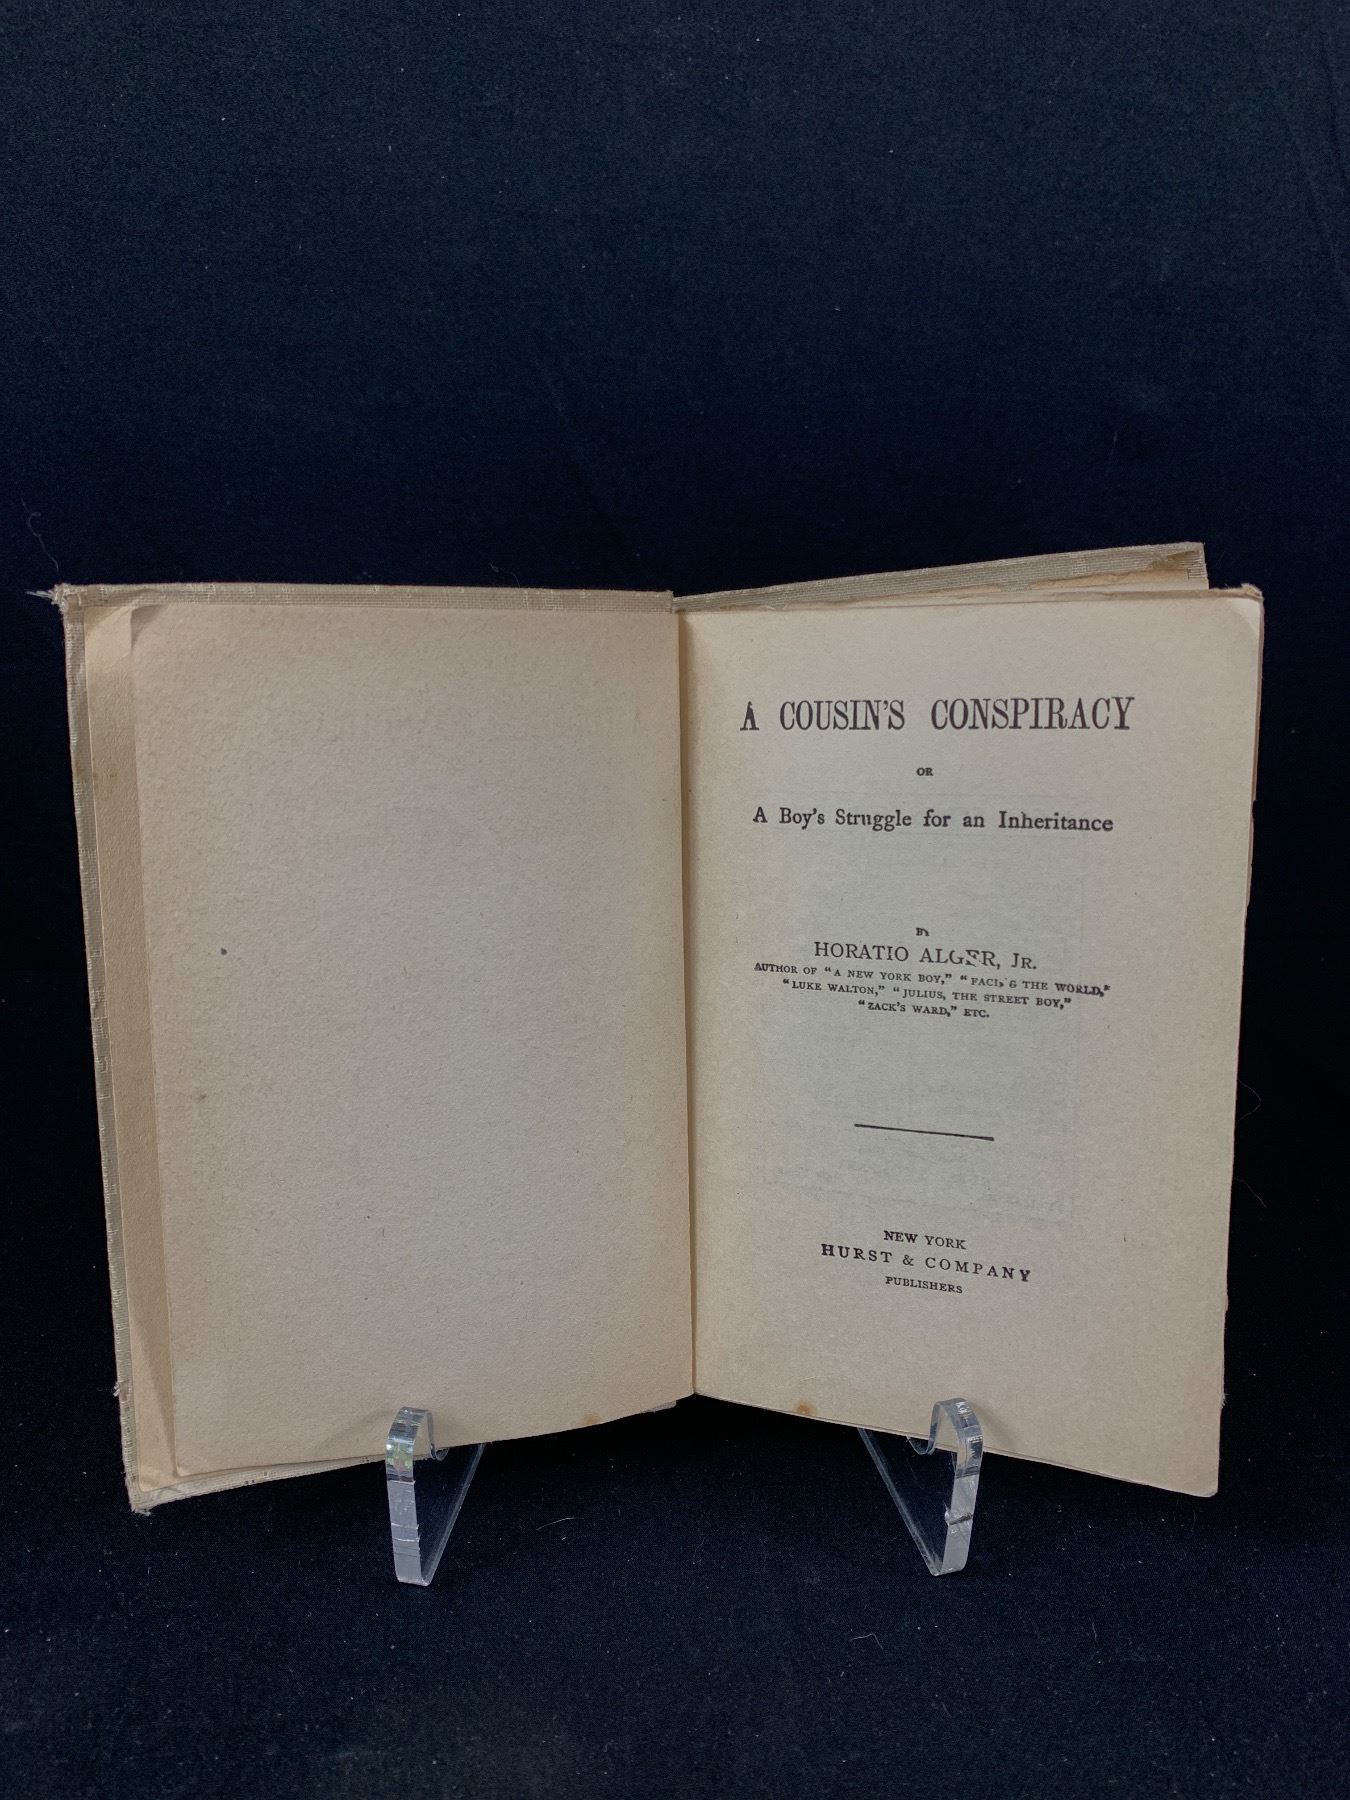 A COUSIN'S CONSPIRACY
OR
A Boy's Struggle for an Inheritance
BY
HORATIO ALGER, JR.
AUTHOR OF "A NEW YORK BOY," "FACING THE WORLD,"
"LUKE WALTON," "JULIUS, THE STREET BOY,"
"ZACK'S WARD," ETC.
NEW YORK
HURST & COMPANY
PUBLISHERS